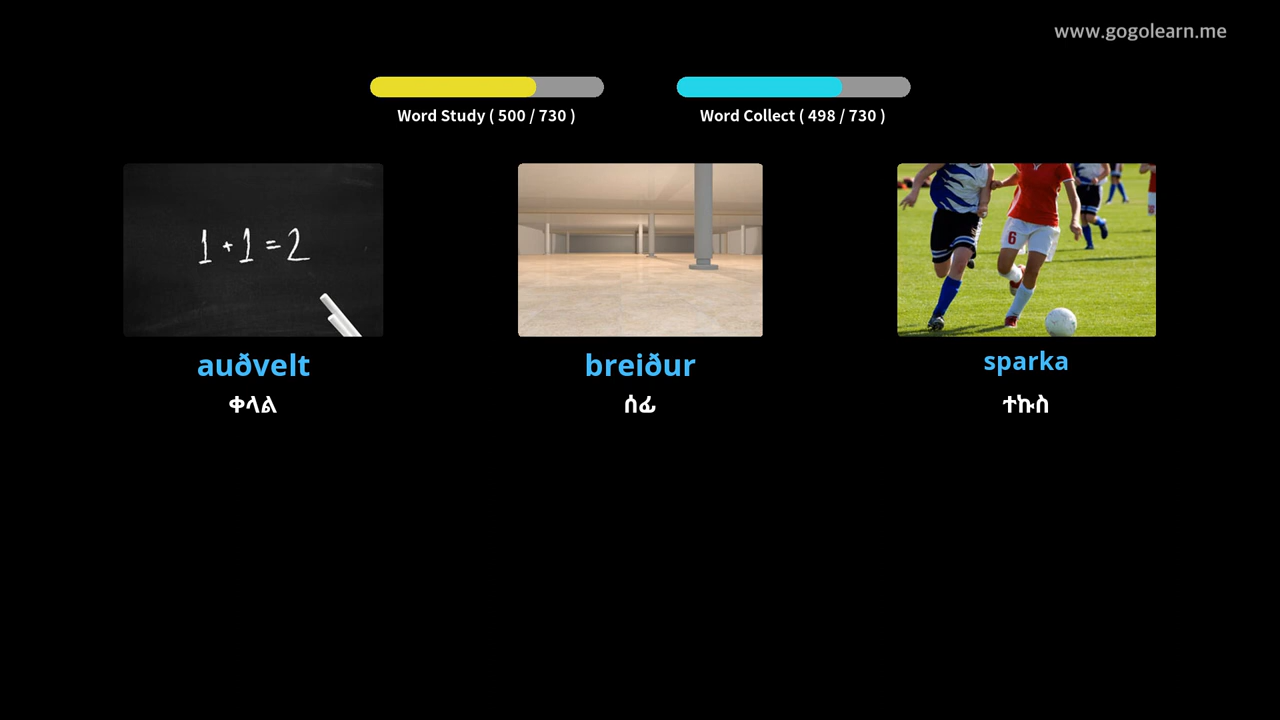 www.gogolearn.me
Word Study ( 500 / 730 )
Word Collect ( 498 / 730 )
1 + 1 = 2
6
auðvelt
breiður
sparka
ቀላል
ሰፊ
ተኩስ